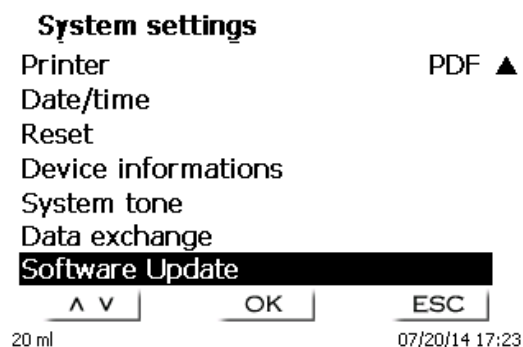 System settings
Printer PDF ▲
Date/time
Reset
Device informations
System tone
Data exchange
Software Update
∧ ∨ OK ESC
20 ml 07/20/14 17:23